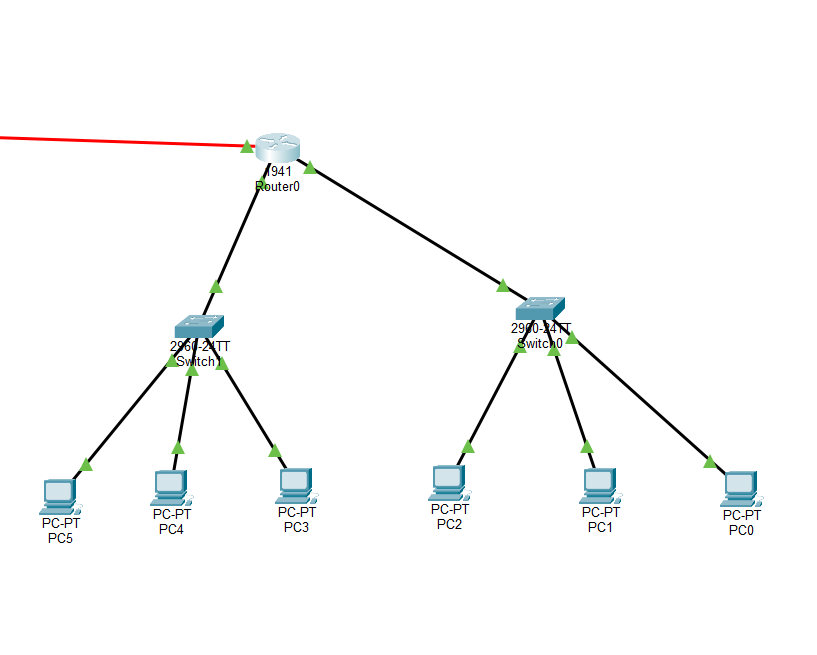 1941
Router0
2960-24TT
Switch0
2960-24TT
Switch1
PC-PT
PC5
PC-PT
PC4
PC-PT
PC3
PC-PT
PC2
PC-PT
PC1
PC-PT
PC0